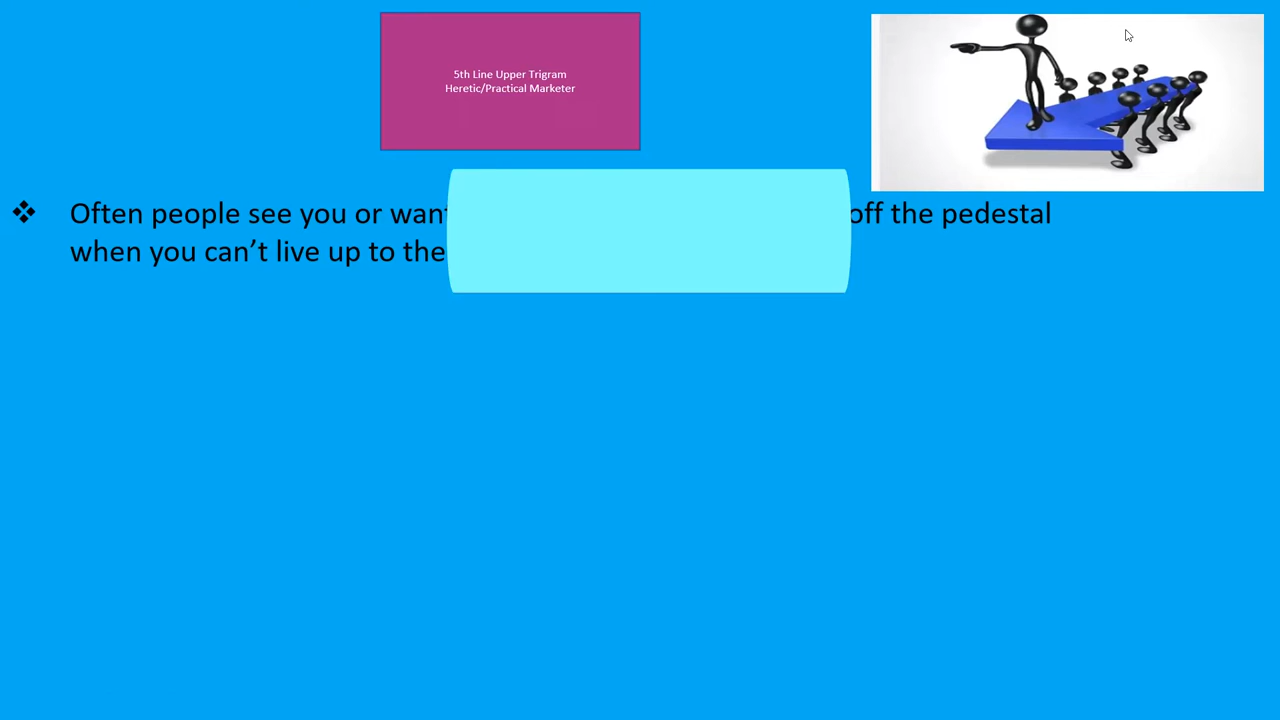 5th Line Upper Trigram
Heretic/Practical Marketer
Often people see you or want off the pedestal
when you can’t live up to the